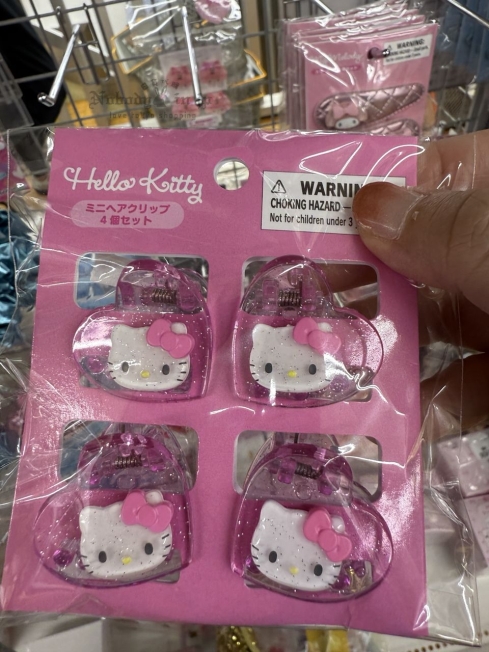 WARNING:
Hello Kitty
ミニヘアクリップ
4個セット
WARNIN
CHOKING HAZARD —
Not for children under 3